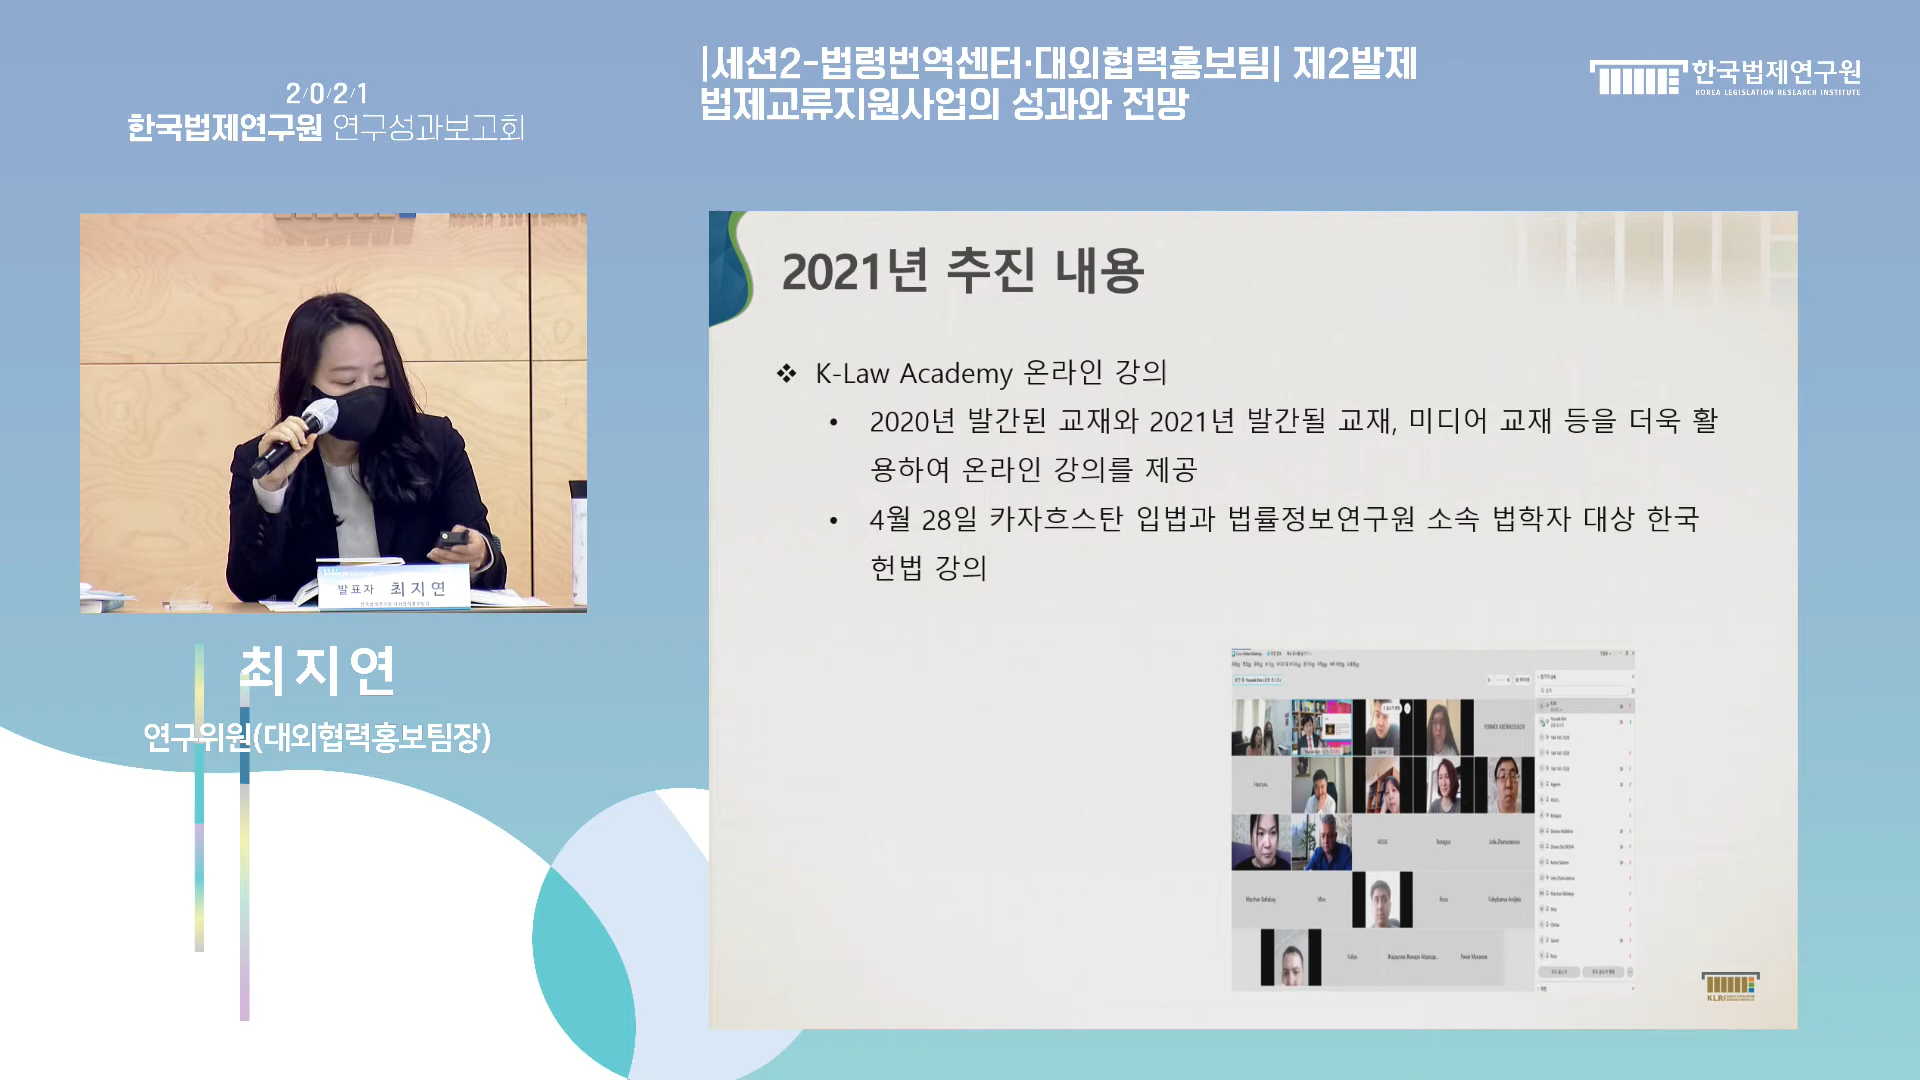 2/0/2/1
한국법제연구원 연구성과보고회
|세션2-법령번역센터·대외협력홍보팀| 제2발제
법제교류지원사업의 성과와 전망
한국법제연구원
KOREA LEGISLATION RESEARCH INSTITUTE
발표자 최지연
최지연
연구위원(대외협력홍보팀장)
2021년 추진 내용
❖ K-Law Academy 온라인 강의
• 2020년 발간된 교재와 2021년 발간될 교재, 미디어 교재 등을 더욱 활
용하여 온라인 강의를 제공
• 4월 28일 카자흐스탄 입법과 법률정보연구원 소속 법학자 대상 한국
헌법 강의
KLRI